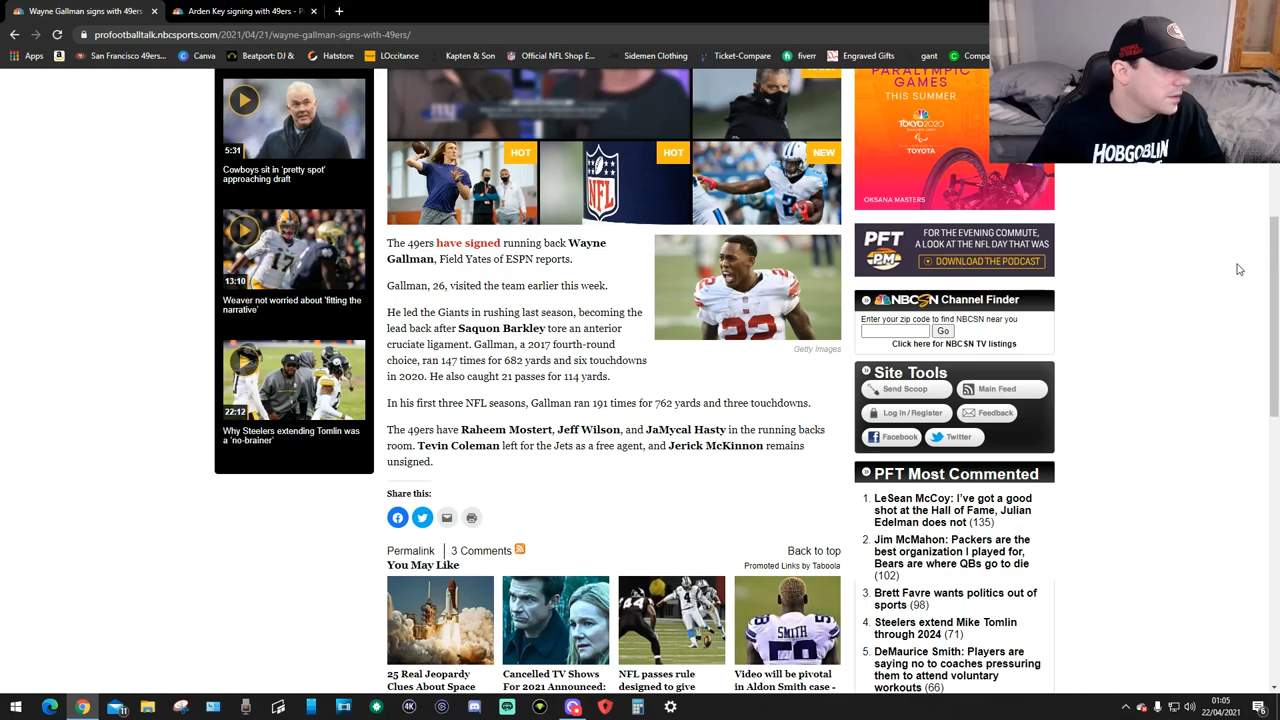 Wayne Gallman signs with 49ers
Arden Key signing with 49ers - P
profootballtalk.nbcsports.com/2021/04/21/wayne-gallman-signs-with-49ers/
Apps
San Francisco 49ers...
Canva
Beatport: DJ &
Hatstore
LOccitance
Kapten & Son
Official NFL Shop E...
Sidemen Clothing
Ticket-Compare
fiverr
Engraved Gifts
gant
Compa
HOBGOBLIN
5:31
Cowboys sit in 'pretty spot'
approaching draft
13:10
Weaver not worried about 'fitting the
narrative'
22:12
Why Steelers extending Tomlin was
a 'no-brainer'
HOT
HOT
NEW
NFL
The 49ers have signed running back Wayne
Gallman, Field Yates of ESPN reports.
Gallman, 26, visited the team earlier this week.
He led the Giants in rushing last season, becoming the
lead back after Saquon Barkley tore an anterior
cruciate ligament. Gallman, a 2017 fourth-round
choice, ran 147 times for 682 yards and six touchdowns
in 2020. He also caught 21 passes for 114 yards.
Getty Images
In his first three NFL seasons, Gallman ran 191 times for 762 yards and three touchdowns.
The 49ers have Raheem Mostert, Jeff Wilson, and JaMycal Hasty in the running backs
room. Tevin Coleman left for the Jets as a free agent, and Jerick McKinnon remains
unsigned.
Share this:
Permalink
3 Comments
Back to top
You May Like
Promoted Links by Taboola
SMITH
25 Real Jeopardy
Clues About Space
Cancelled TV Shows
For 2021 Announced:
NFL passes rule
designed to give
Video will be pivotal
in Aldon Smith case -
PARALYMPIC
GAMES
THIS SUMMER
TOKYO2020
TOYOTA
OKSANA MASTERS
PFT
PM
FOR THE EVENING COMMUTE,
A LOOK AT THE NFL DAY THAT WAS
DOWNLOAD THE PODCAST
NBCSN Channel Finder
Enter your zip code to find NBCSN near you
Go
Click here for NBCSN TV listings
Site Tools
Send Scoop
Main Feed
Log In / Register
Feedback
Facebook
Twitter
PFT Most Commented
1. LeSean McCoy: I've got a good
shot at the Hall of Fame, Julian
Edelman does not (135)
2. Jim McMahon: Packers are the
best organization I played for,
Bears are where QBs go to die
(102)
3. Brett Favre wants politics out of
sports (98)
4. Steelers extend Mike Tomlin
through 2024 (71)
5. DeMaurice Smith: Players are
saying no to coaches pressuring
them to attend voluntary
workouts (66)
01:05
22/04/2021